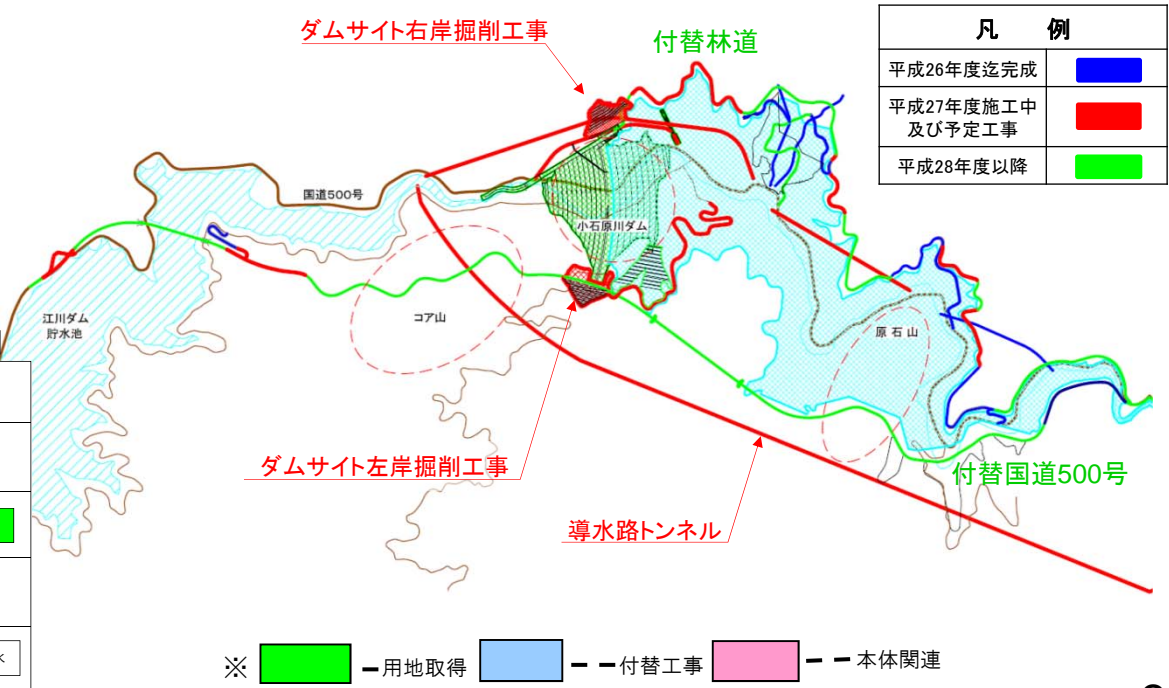 ダムサイト右岸掘削工事
付替林道
凡 例
平成26年度迄完成
平成27年度施工中
及び予定工事
平成28年度以降
国道500号
小石原川ダム
江川ダム
貯水池
コア山
原石山
ダムサイト左岸掘削工事
付替国道500号
導水路トンネル
※ ー用地取得 ーー付替工事 ーー本体関連